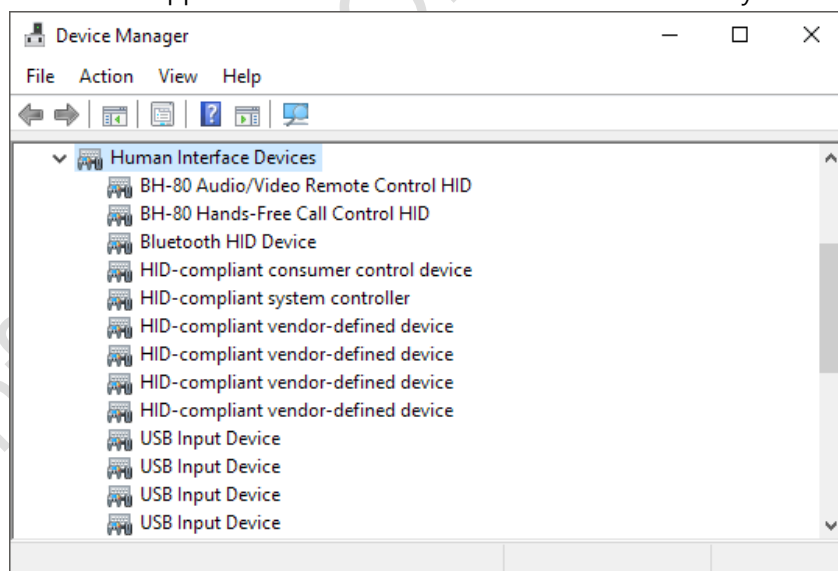 Device Manager
File Action View Help
Human Interface Devices
BH-80 Audio/Video Remote Control HID
BH-80 Hands-Free Call Control HID
Bluetooth HID Device
HID-compliant consumer control device
HID-compliant system controller
HID-compliant vendor-defined device
HID-compliant vendor-defined device
HID-compliant vendor-defined device
HID-compliant vendor-defined device
USB Input Device
USB Input Device
USB Input Device
USB Input Device